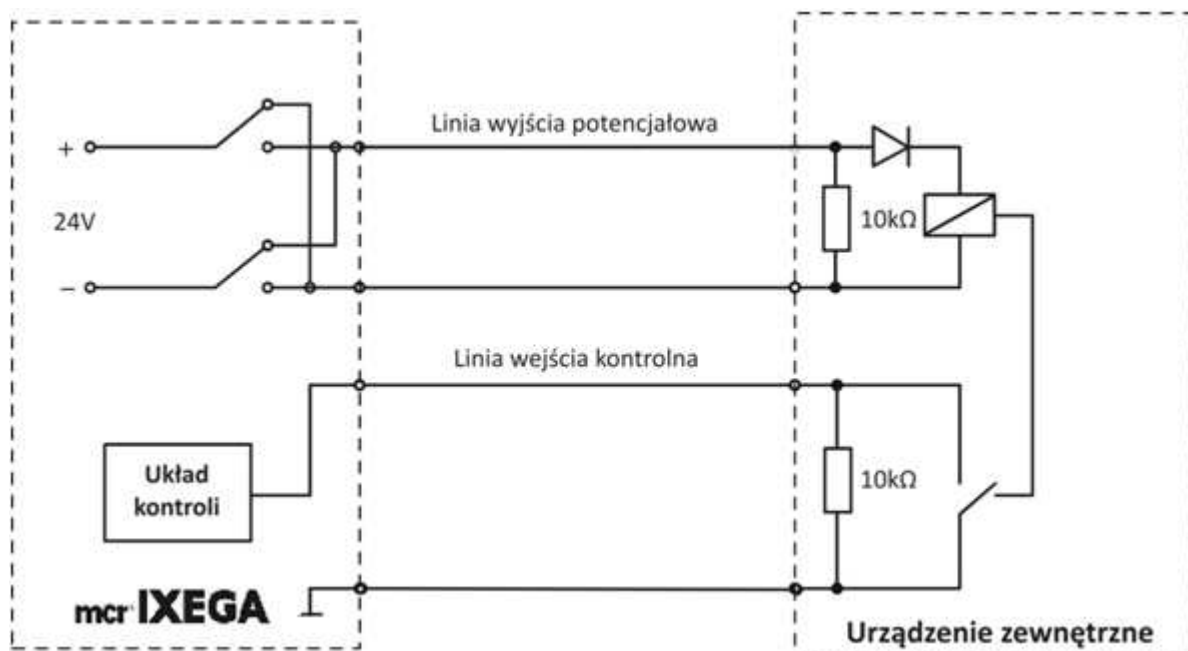 Linia wyjścia potencjałowa
+
24V
10kΩ
−
Linia wejścia kontrolna
Układ
kontroli
10kΩ
mcr IXEGA
Urządzenie zewnętrzne